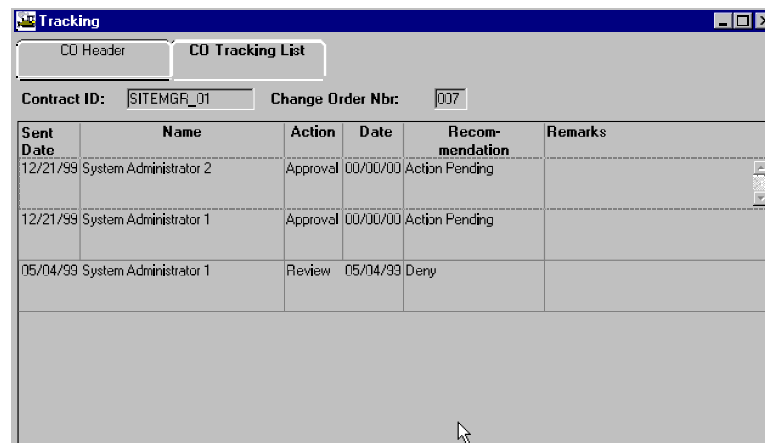 Tracking
CO Header CO Tracking List
Contract ID: SITEMGR_01 Change Order Nbr: 007
Sent Date Name Action Date Recom-mendation Remarks
12/21/99 System Administrator 2 Approval 00/00/00 Action Pending
12/21/99 System Administrator 1 Approval 00/00/00 Action Pending
05/04/99 System Administrator 1 Review 05/04/99 Deny